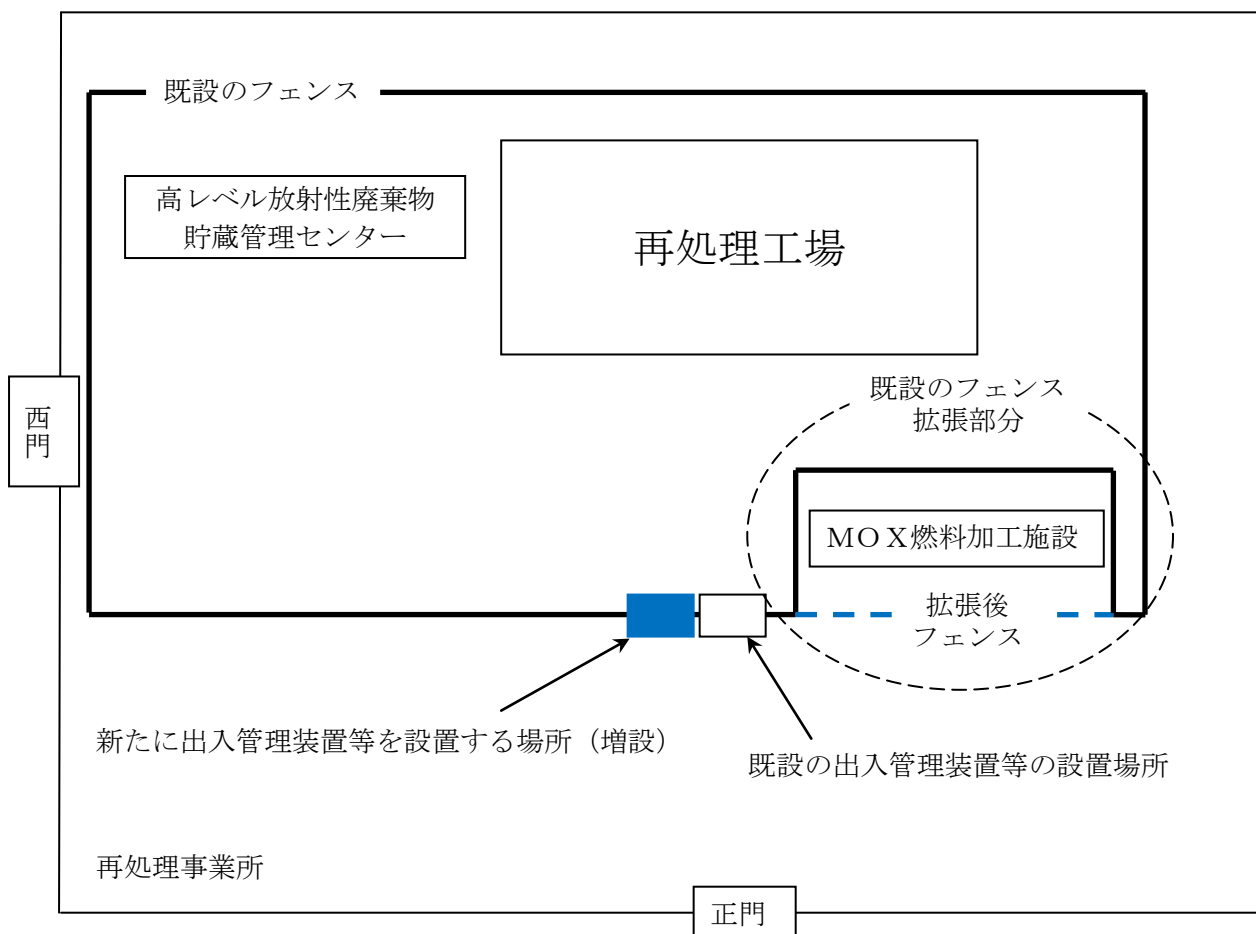 既設のフェンス
高レベル放射性廃棄物
貯蔵管理センター
再処理工場
西門
既設のフェンス
拡張部分
ＭＯＸ燃料加工施設
拡張後
フェンス
新たに出入管理装置等を設置する場所（増設）
既設の出入管理装置等の設置場所
再処理事業所
正門